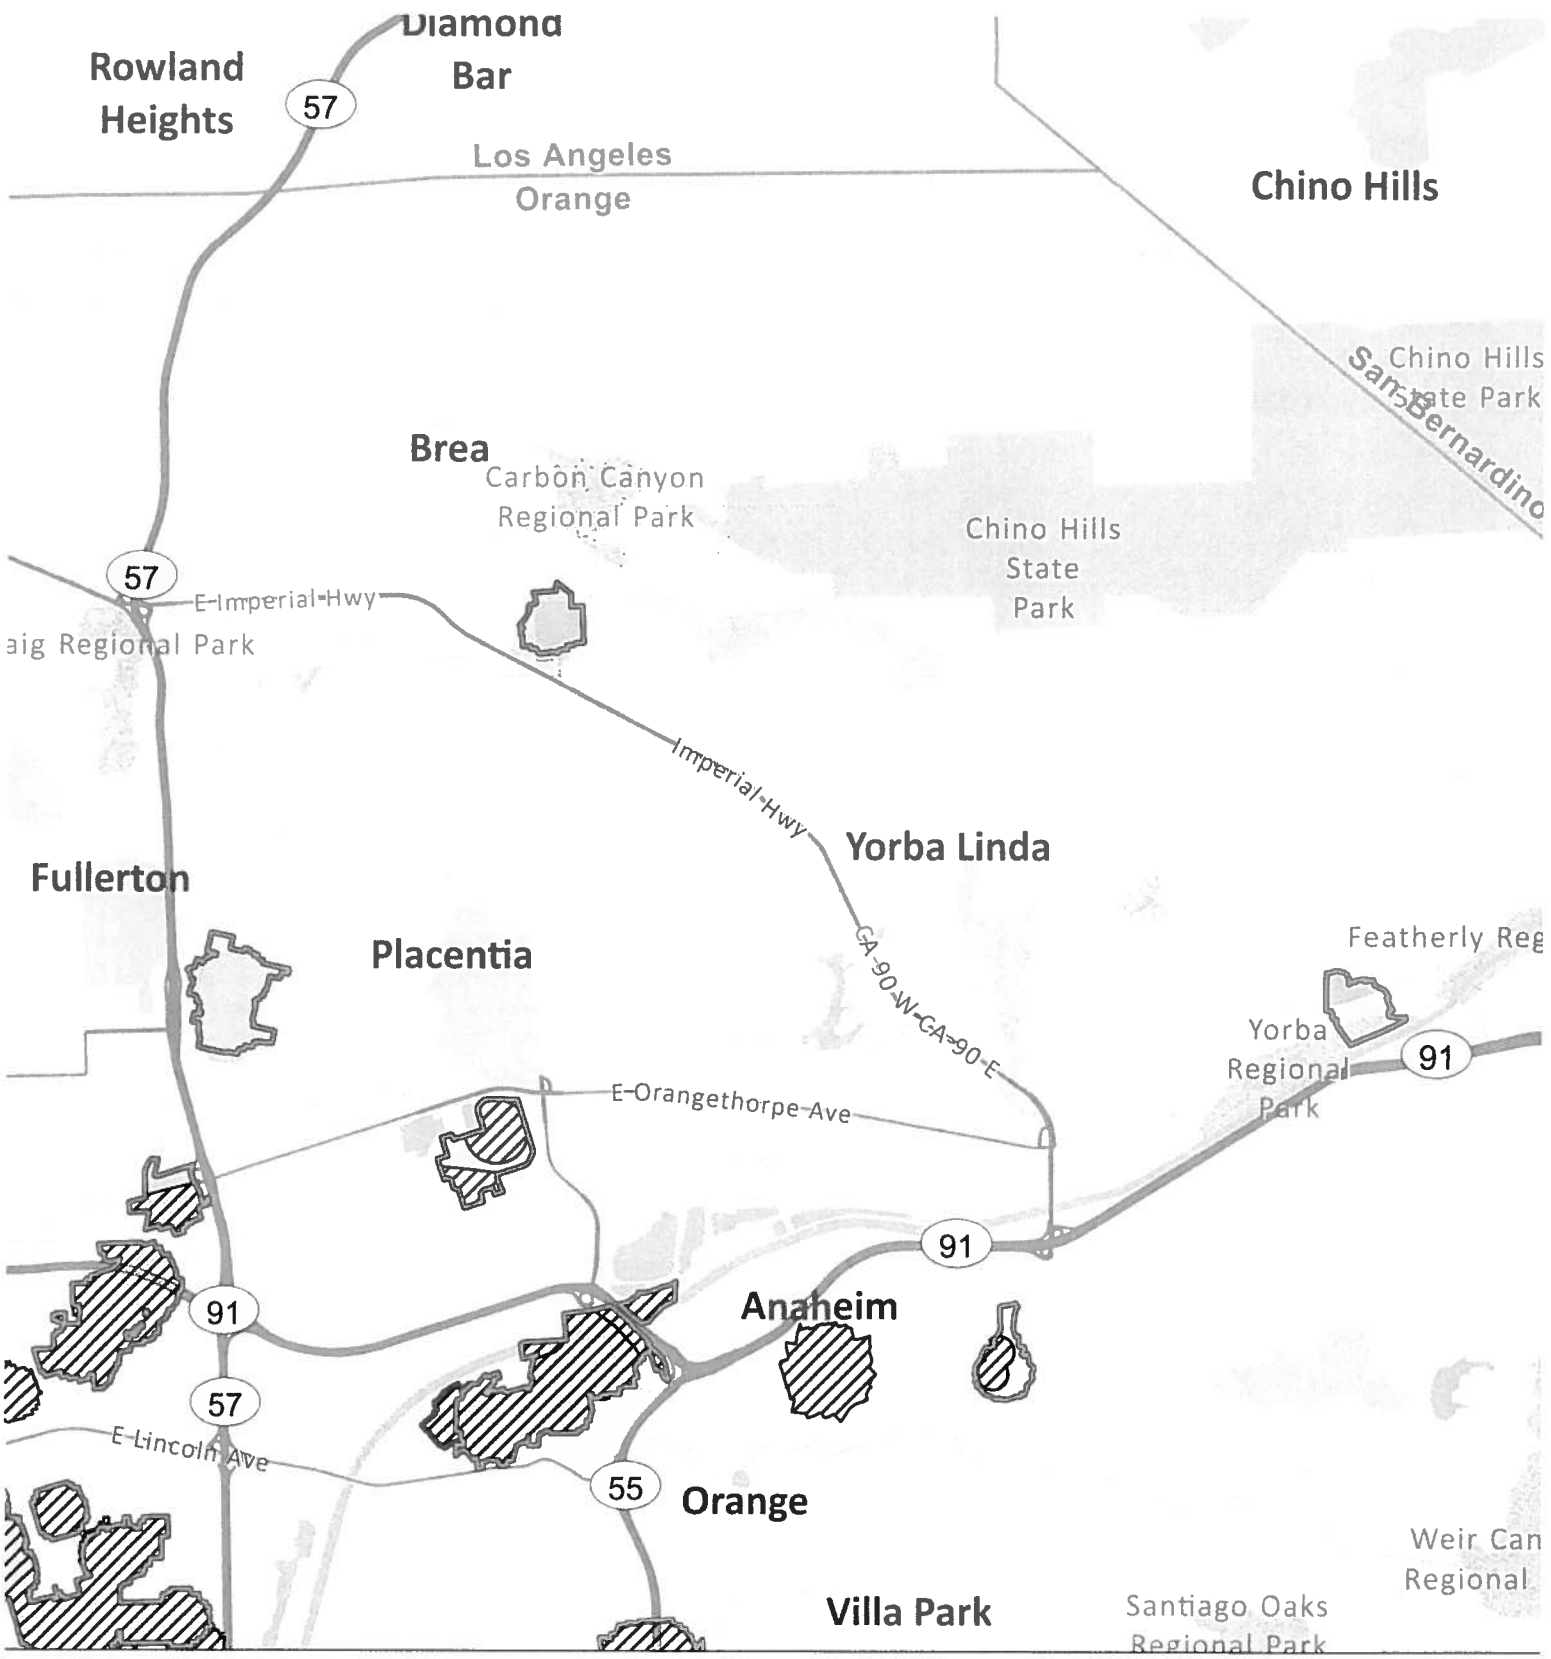 Diamond
Bar
Rowland
Heights
57
Los Angeles
Orange
Chino Hills
San Bernardino
Chino Hills
State Park
Brea
Carbon Canyon
Regional Park
Chino Hills
State
Park
57
E Imperial Hwy
aig Regional Park
Imperial Hwy
Yorba Linda
Fullerton
Placentia
CA-90 W
CA-90 E
Featherly Reg
Yorba
Regional
Park
91
E Orangethorpe Ave
91
91
Anaheim
57
E Lincoln Ave
55
Orange
Weir Can
Regional
Villa Park
Santiago Oaks
Regional Park